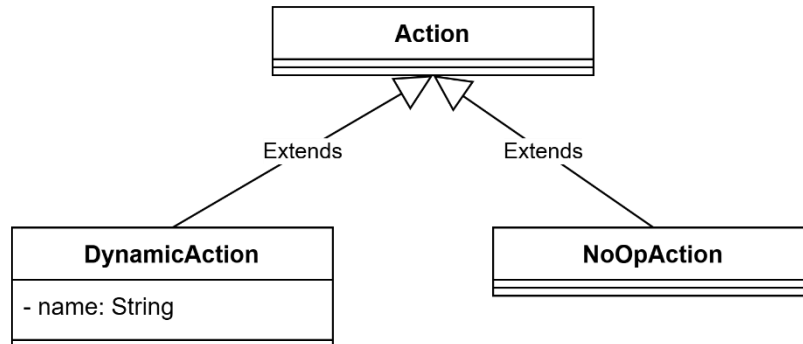 Action
Extends
Extends
DynamicAction
NoOpAction
- name: String